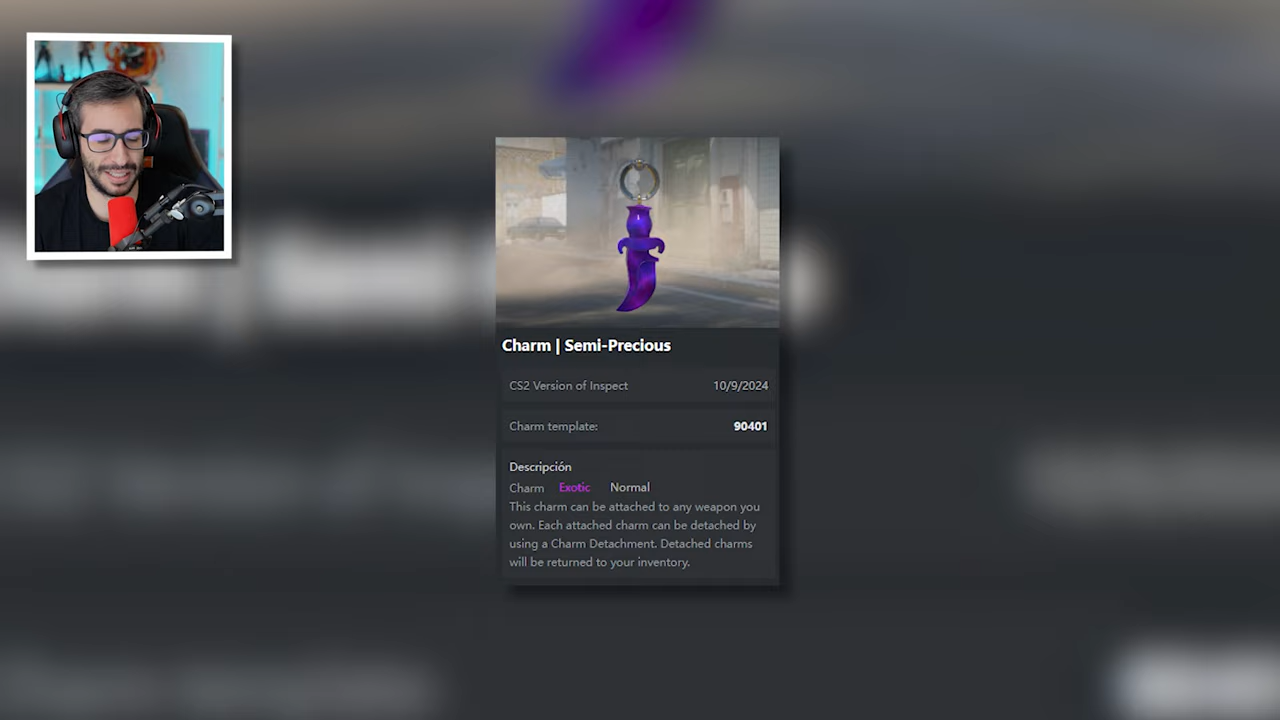 Charm | Semi-Precious
CS2 Version of Inspect 10/9/2024
Charm template: 90401
Descripción
Charm Exotic Normal
This charm can be attached to any weapon you
own. Each attached charm can be detached by
using a Charm Detachment. Detached charms
will be returned to your inventory.